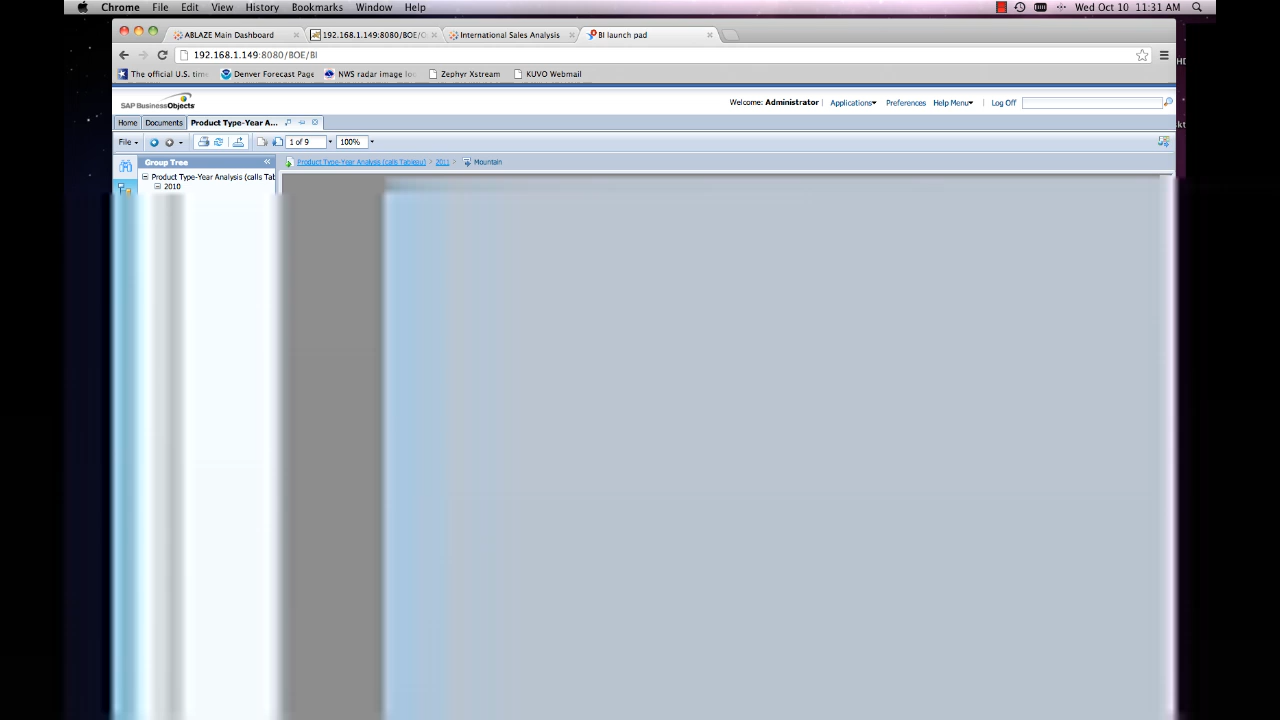 Chrome File Edit View History Bookmarks Window Help Wed Oct 10 11:31 AM
ABLAZE Main Dashboard 192.168.1.149:8080/BOE/ International Sales Analysis BI launch pad
192.168.1.149:8080/BOE/BI
The official U.S. time Denver Forecast Page NWS radar image Zephyr Xstream KUVO Webmail
SAP BusinessObjects Welcome: Administrator | Applications Preferences Help Menu | Log Off
Home Documents Product Type-Year A...
File 1 of 9 100%
Group Tree « Product Type-Year Analysis (calls Tableau) > 2011 > Mountain
Product Type-Year Analysis (calls Tab
2010